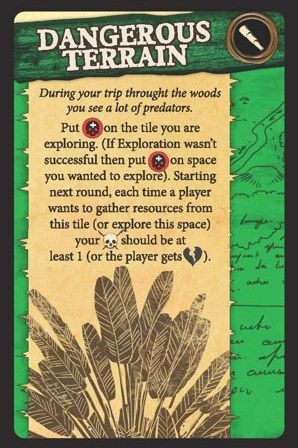 DANGEROUS
TERRAIN
During your trip throught the woods
you see a lot of predators.
Put on the tile you are
exploring. (If Exploration wasn't
successful then put on space
you wanted to explore). Starting
next round, each time a player
wants to gather resources from
this tile (or explore this space)
your should be at
least 1 (or the player gets ).